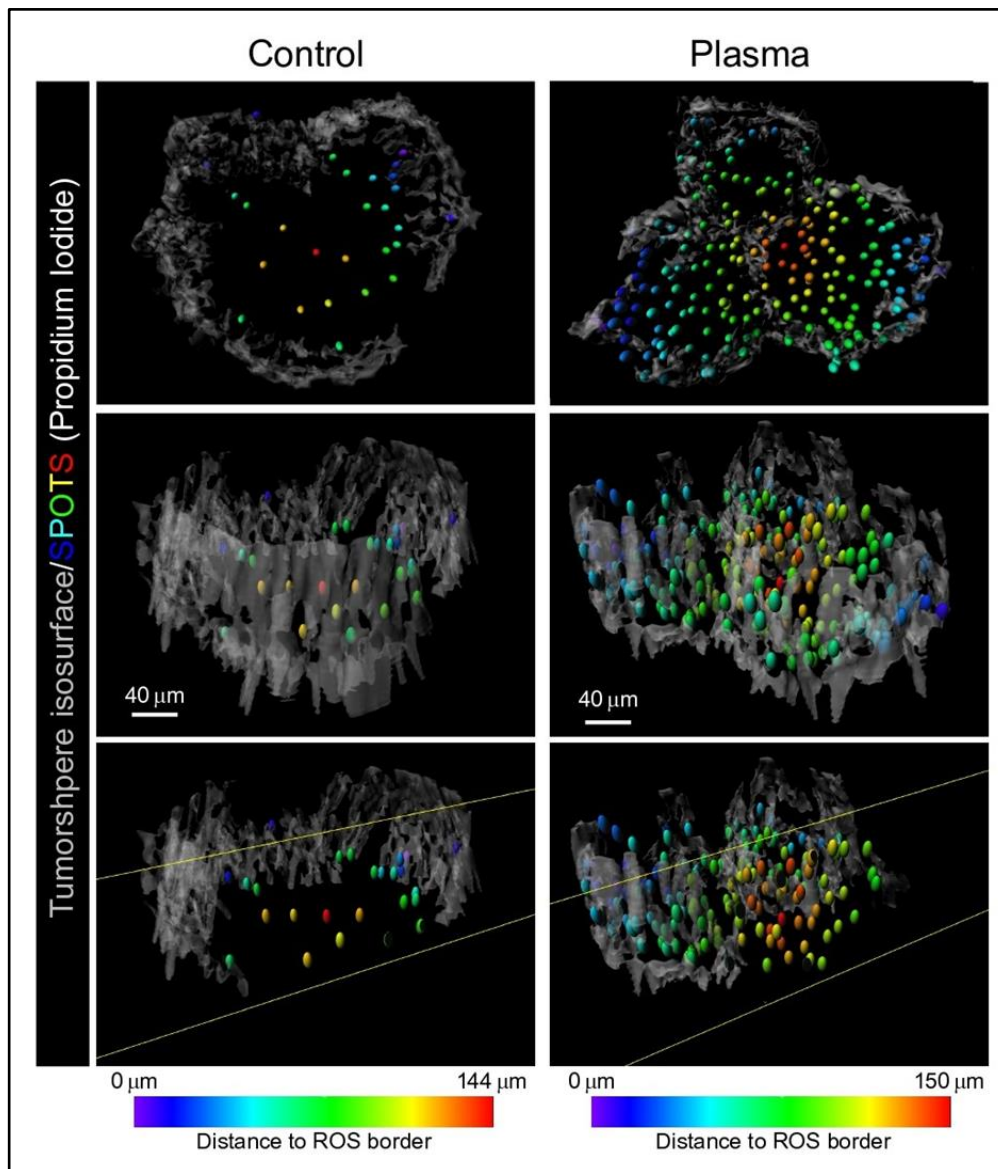 Control
Plasma
Tumorshpere isosurface/SPOTS (Propidium Iodide)
40 μm
40 μm
0 μm
144 μm
0 μm
150 μm
Distance to ROS border
Distance to ROS border